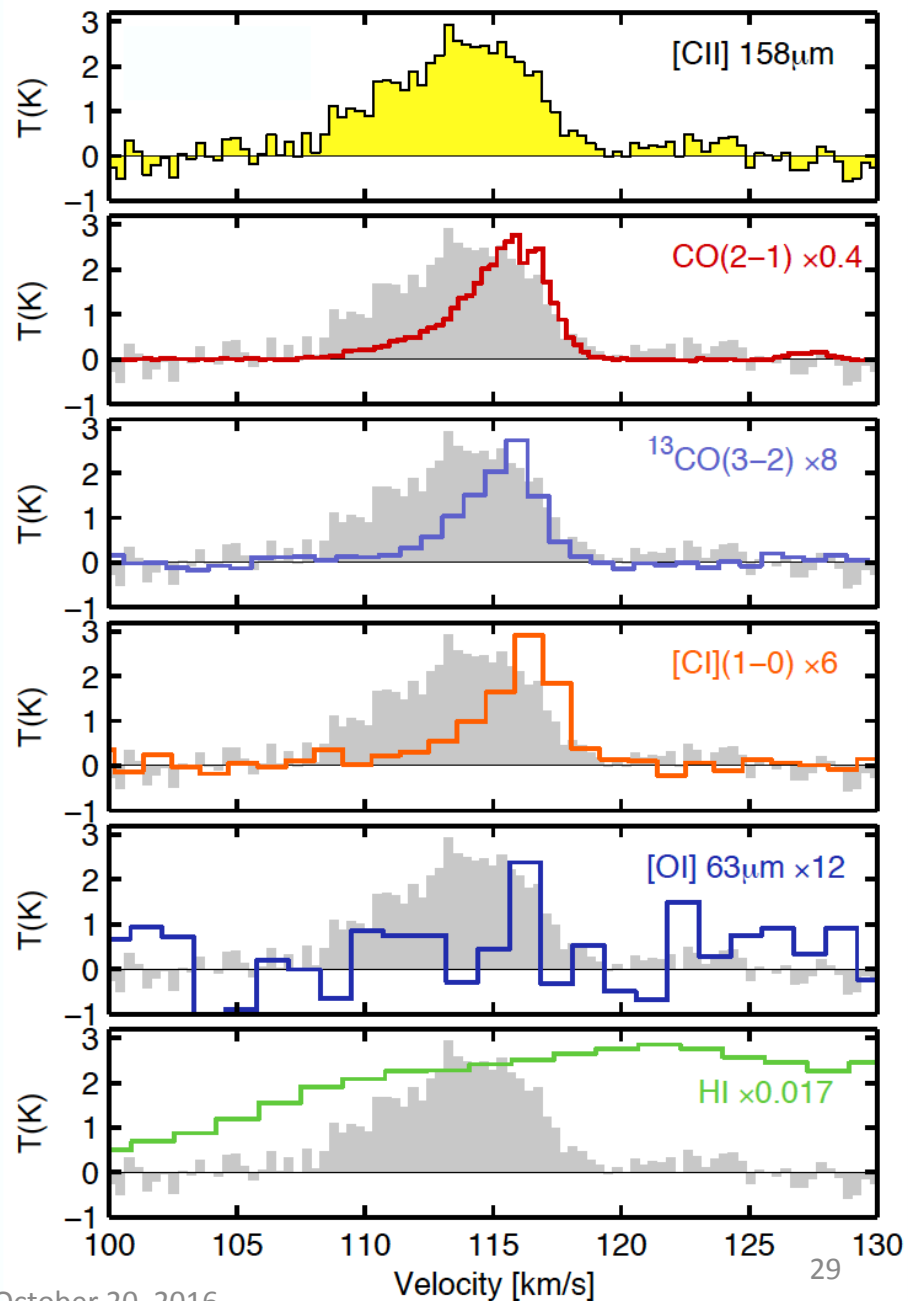 3
2
1
0
−1
T(K)
[CII] 158μm
3
2
1
0
−1
T(K)
CO(2−1) ×0.4
3
2
1
0
−1
T(K)
¹³CO(3−2) ×8
3
2
1
0
−1
T(K)
[CI](1−0) ×6
3
2
1
0
−1
T(K)
[OI] 63μm ×12
3
2
1
0
−1
T(K)
HI ×0.017
100 105 110 115 120 125 130
Velocity [km/s]
29
October 20, 2016